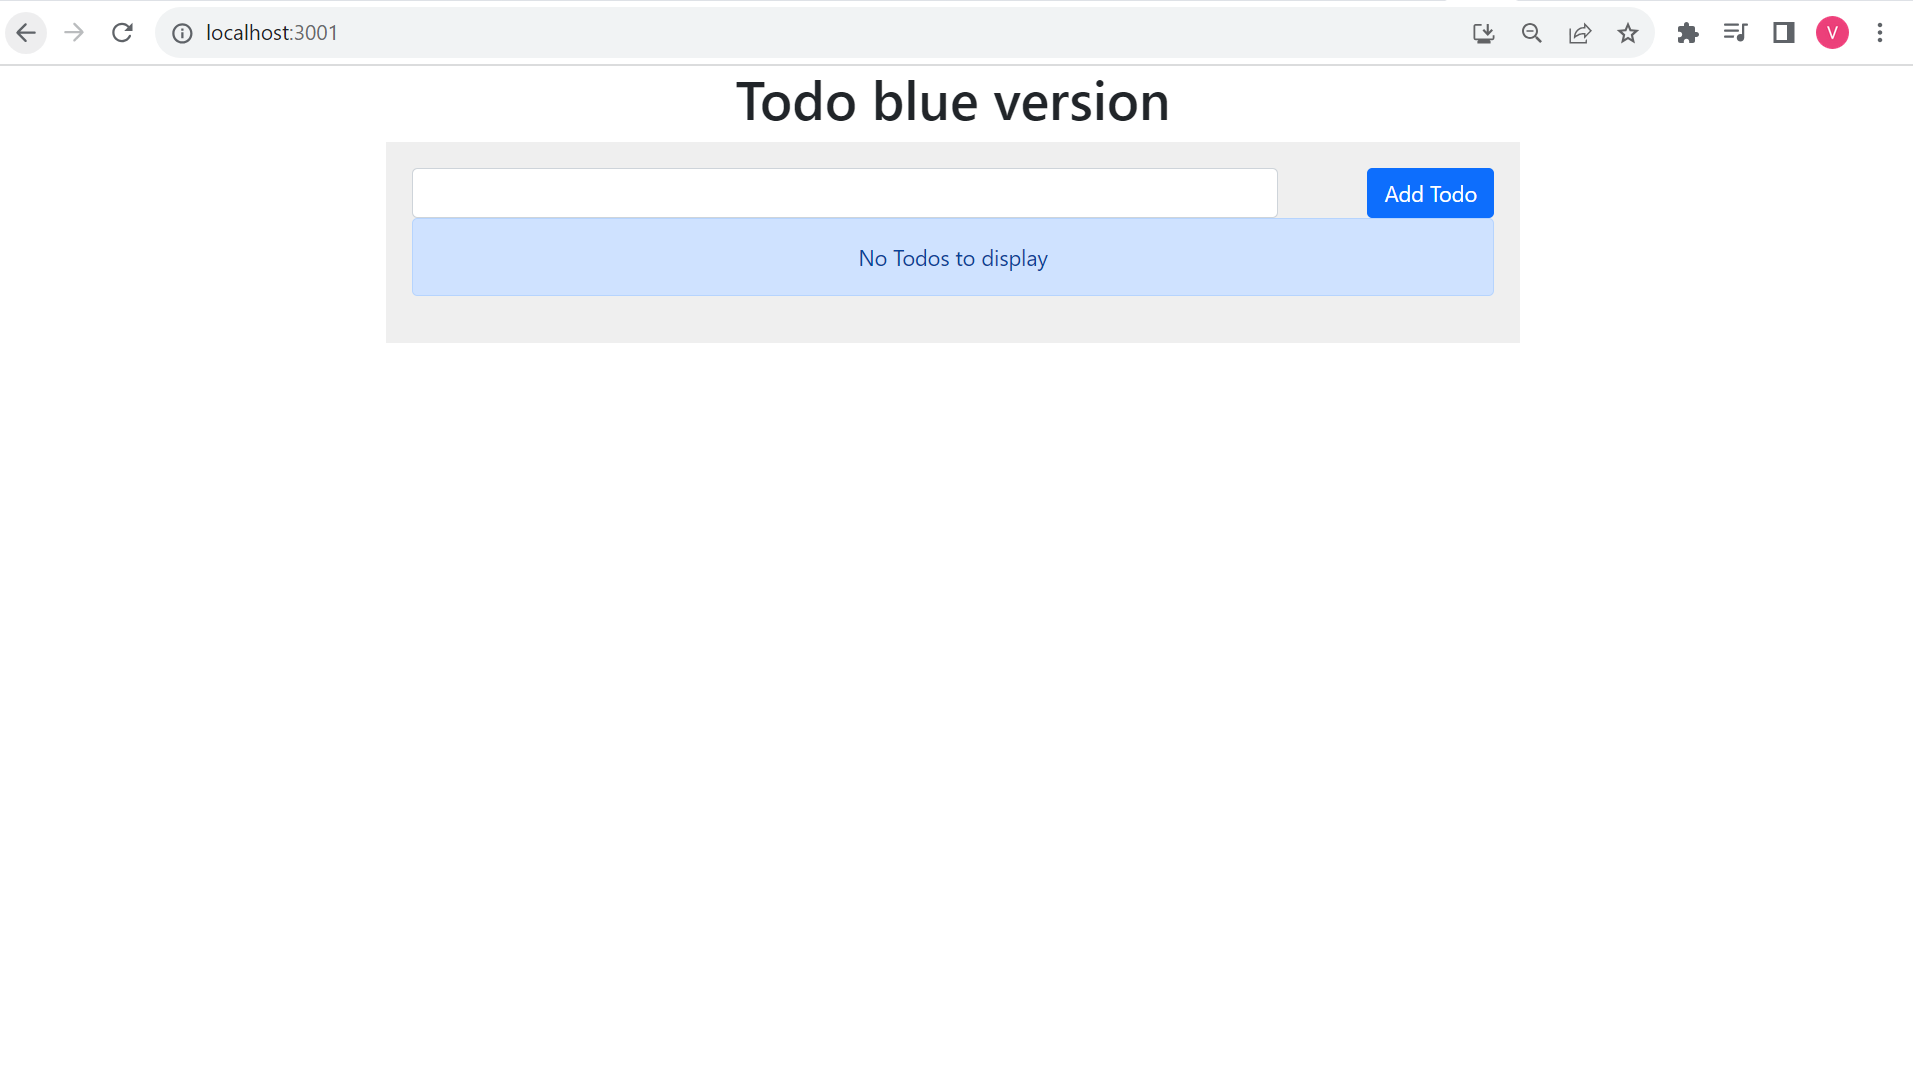 localhost:3001
V
Todo blue version
Add Todo
No Todos to display